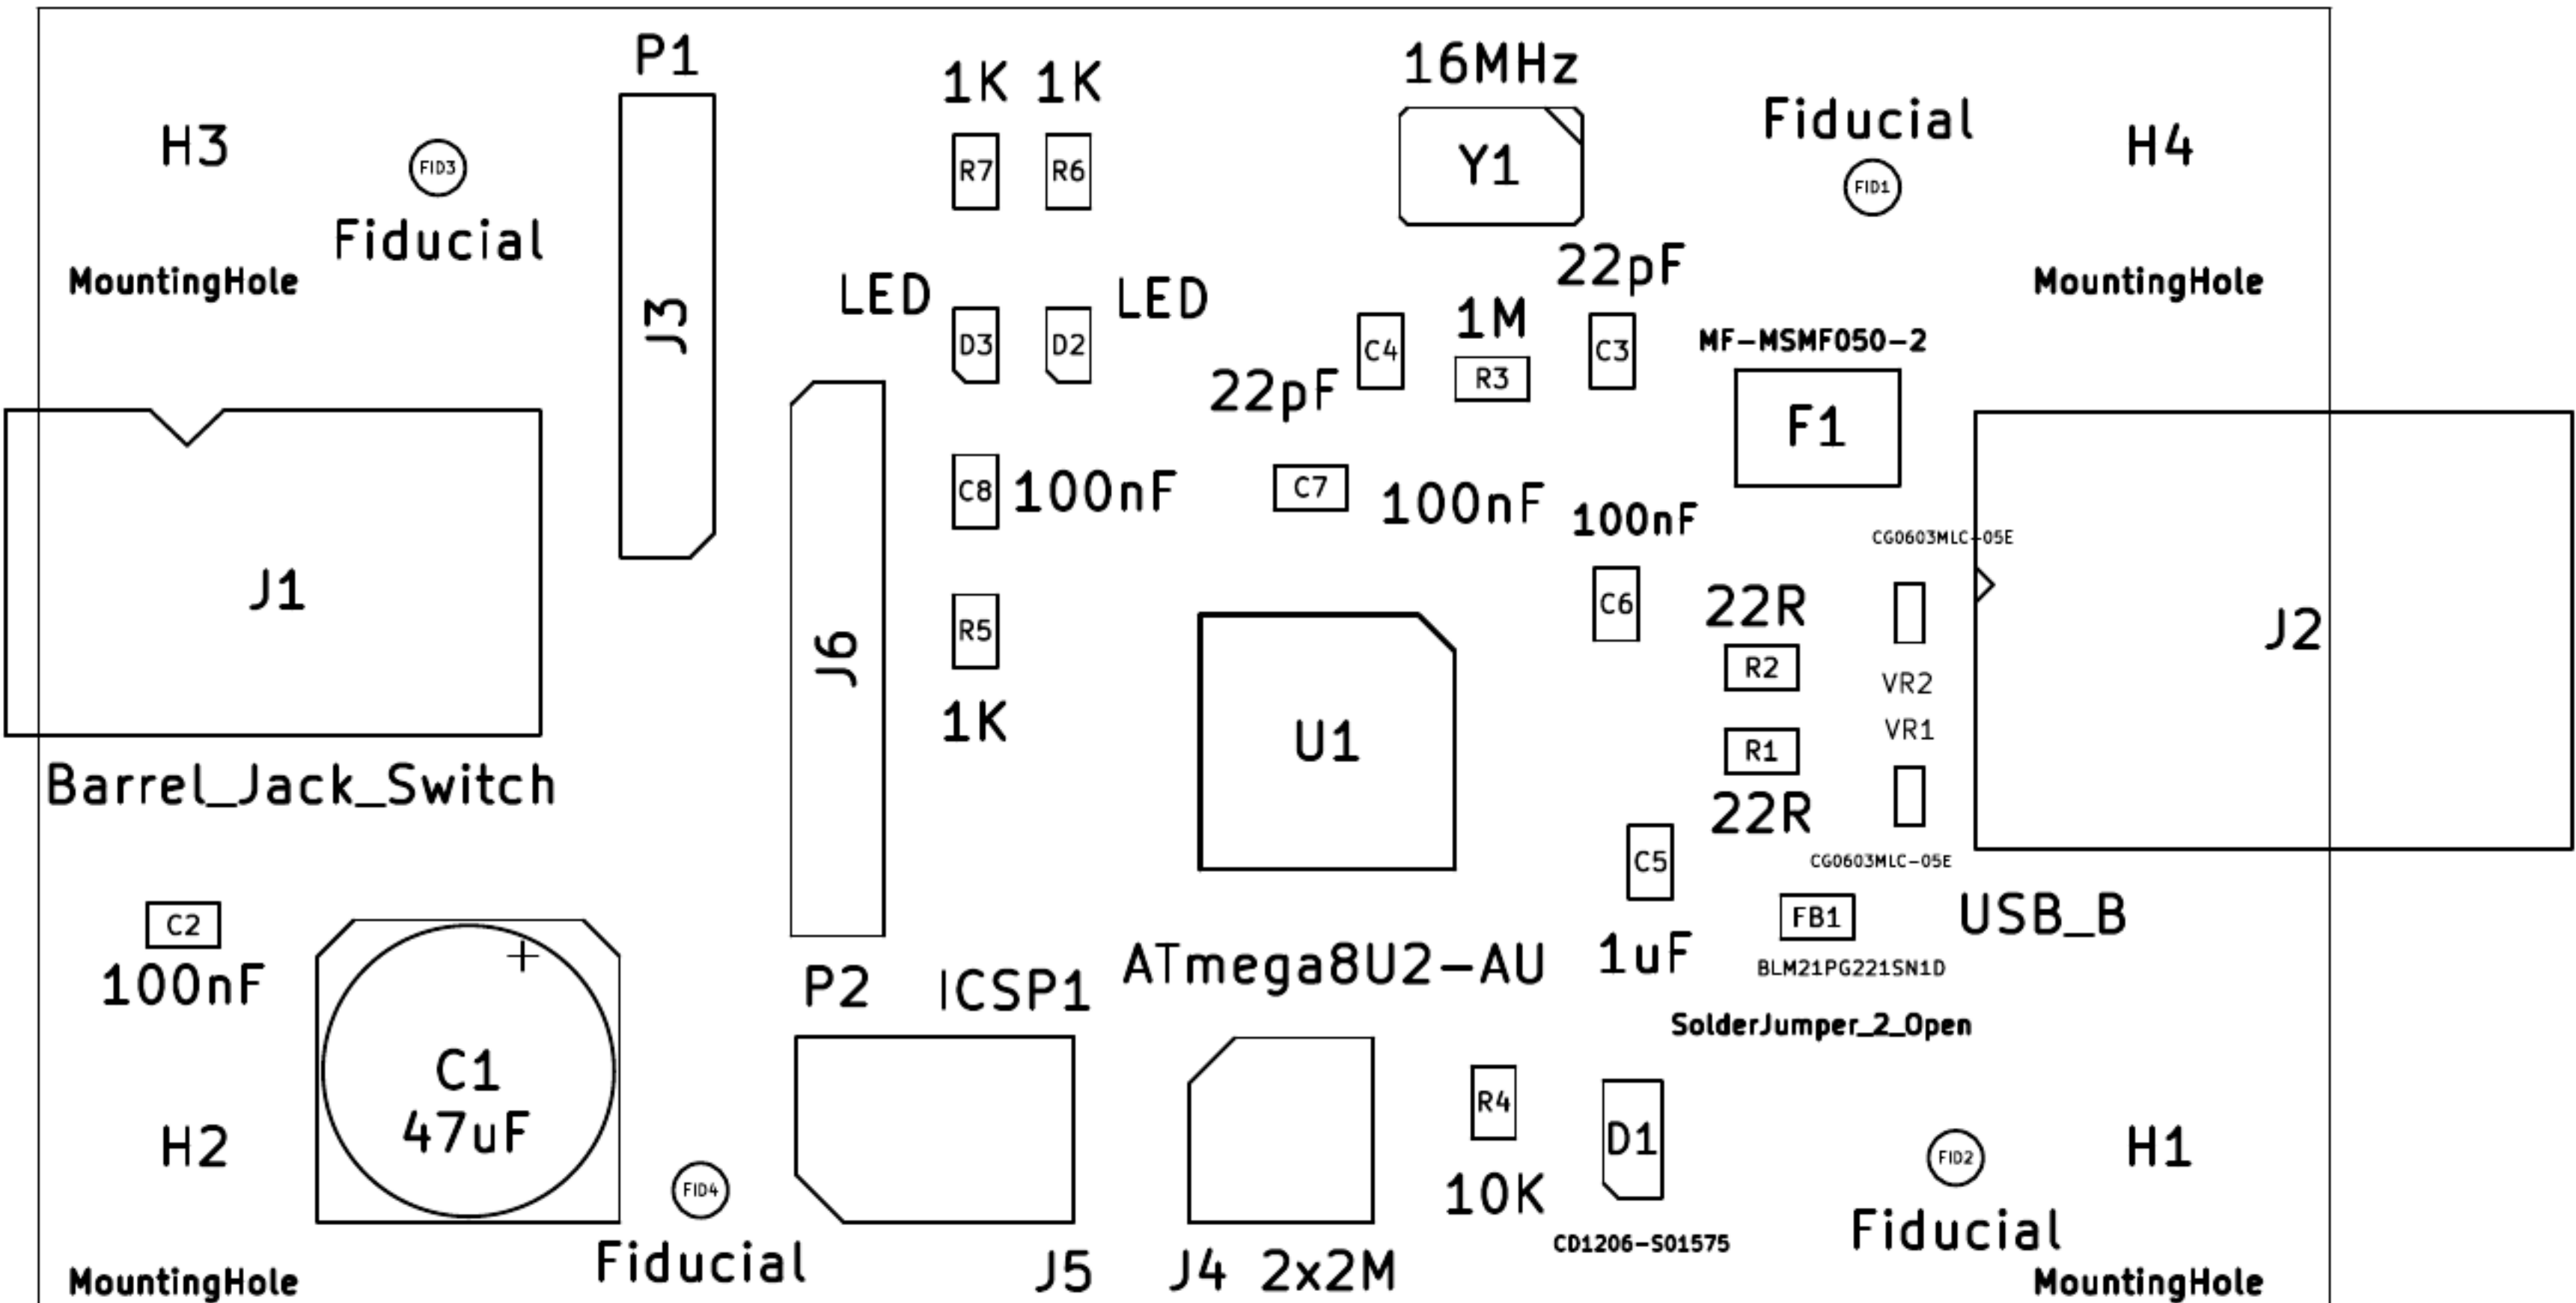 P1
1K 1K
16MHz
Fiducial
H3
FID3
R7
R6
Y1
FID1
H4
Fiducial
MountingHole
LED
LED
22pF
MountingHole
J3
D3
D2
1M
C4
R3
C3
MF-MSMF050-2
22pF
F1
C8
100nF
C7
100nF
100nF
CG0603MLC-05E
J1
R5
C6
22R
J2
J6
R2
VR2
1K
U1
R1
VR1
Barrel_Jack_Switch
22R
C5
CG0603MLC-05E
C2
FB1
USB_B
100nF
P2
ICSP1
ATmega8U2-AU
1uF
BLM21PG221SN1D
SolderJumper_2_Open
C1
47uF
R4
D1
H2
FID4
FID2
H1
10K
Fiducial
Fiducial
CD1206-S01575
MountingHole
J5
J4 2x2M
MountingHole